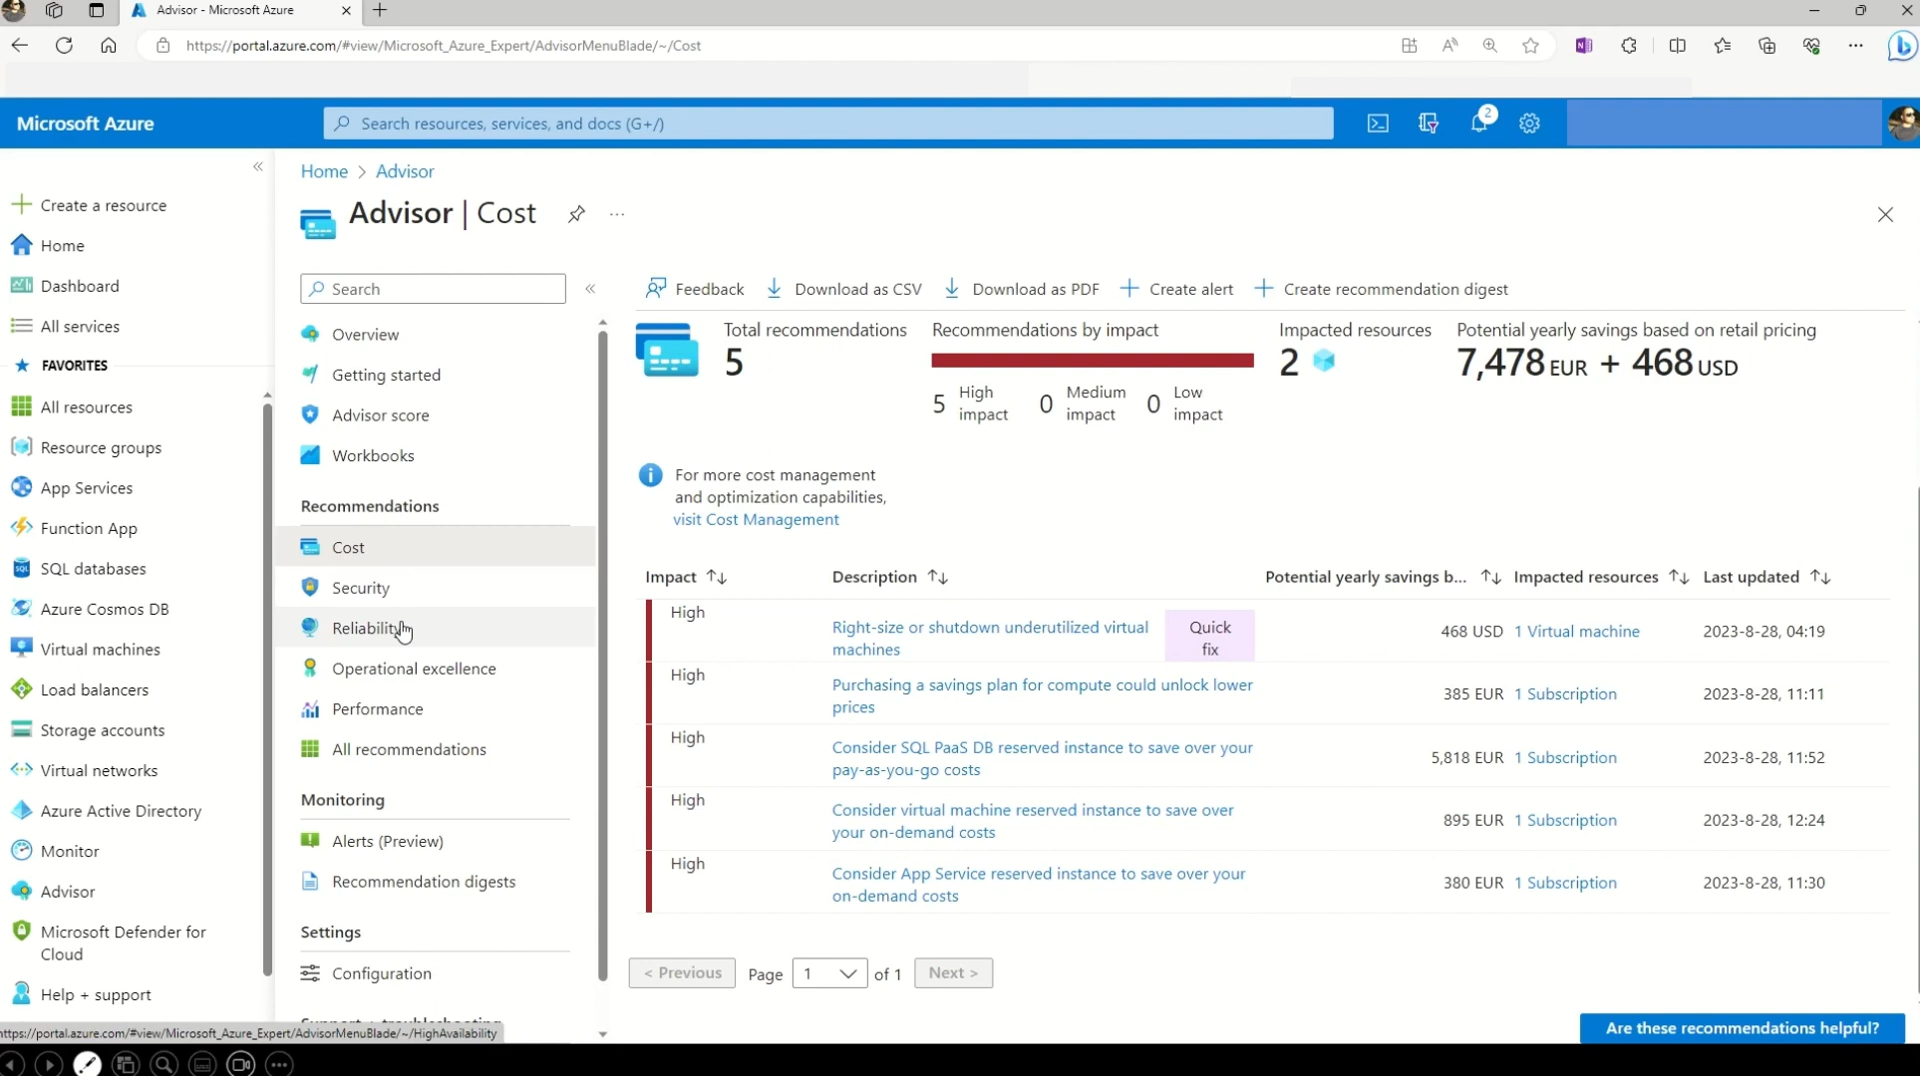 Advisor - Microsoft Azure
https://portal.azure.com/#view/Microsoft_Azure_Expert/AdvisorMenuBlade/~/Cost
Microsoft Azure
Search resources, services, and docs (G+/)
2
Create a resource
Home
Dashboard
All services
FAVORITES
All resources
Resource groups
App Services
Function App
SQL databases
Azure Cosmos DB
Virtual machines
Load balancers
Storage accounts
Virtual networks
Azure Active Directory
Monitor
Advisor
Microsoft Defender for
Cloud
Help + support
Home > Advisor
Advisor | Cost
Search
Overview
Getting started
Advisor score
Workbooks
Recommendations
Cost
Security
Reliability
Operational excellence
Performance
All recommendations
Monitoring
Alerts (Preview)
Recommendation digests
Settings
Configuration
Feedback Download as CSV Download as PDF Create alert Create recommendation digest
Total recommendations
5
Recommendations by impact
5 High impact 0 Medium impact 0 Low impact
Impacted resources
2
Potential yearly savings based on retail pricing
7,478 EUR + 468 USD
For more cost management
and optimization capabilities,
visit Cost Management
Impact Description Potential yearly savings b... Impacted resources Last updated
High Right-size or shutdown underutilized virtual machines Quick fix 468 USD 1 Virtual machine 2023-8-28, 04:19
High Purchasing a savings plan for compute could unlock lower prices 385 EUR 1 Subscription 2023-8-28, 11:11
High Consider SQL PaaS DB reserved instance to save over your pay-as-you-go costs 5,818 EUR 1 Subscription 2023-8-28, 11:52
High Consider virtual machine reserved instance to save over your on-demand costs 895 EUR 1 Subscription 2023-8-28, 12:24
High Consider App Service reserved instance to save over your on-demand costs 380 EUR 1 Subscription 2023-8-28, 11:30
< Previous Page 1 of 1 Next >
Are these recommendations helpful?
https://portal.azure.com/#view/Microsoft_Azure_Expert/AdvisorMenuBlade/~/HighAvailability